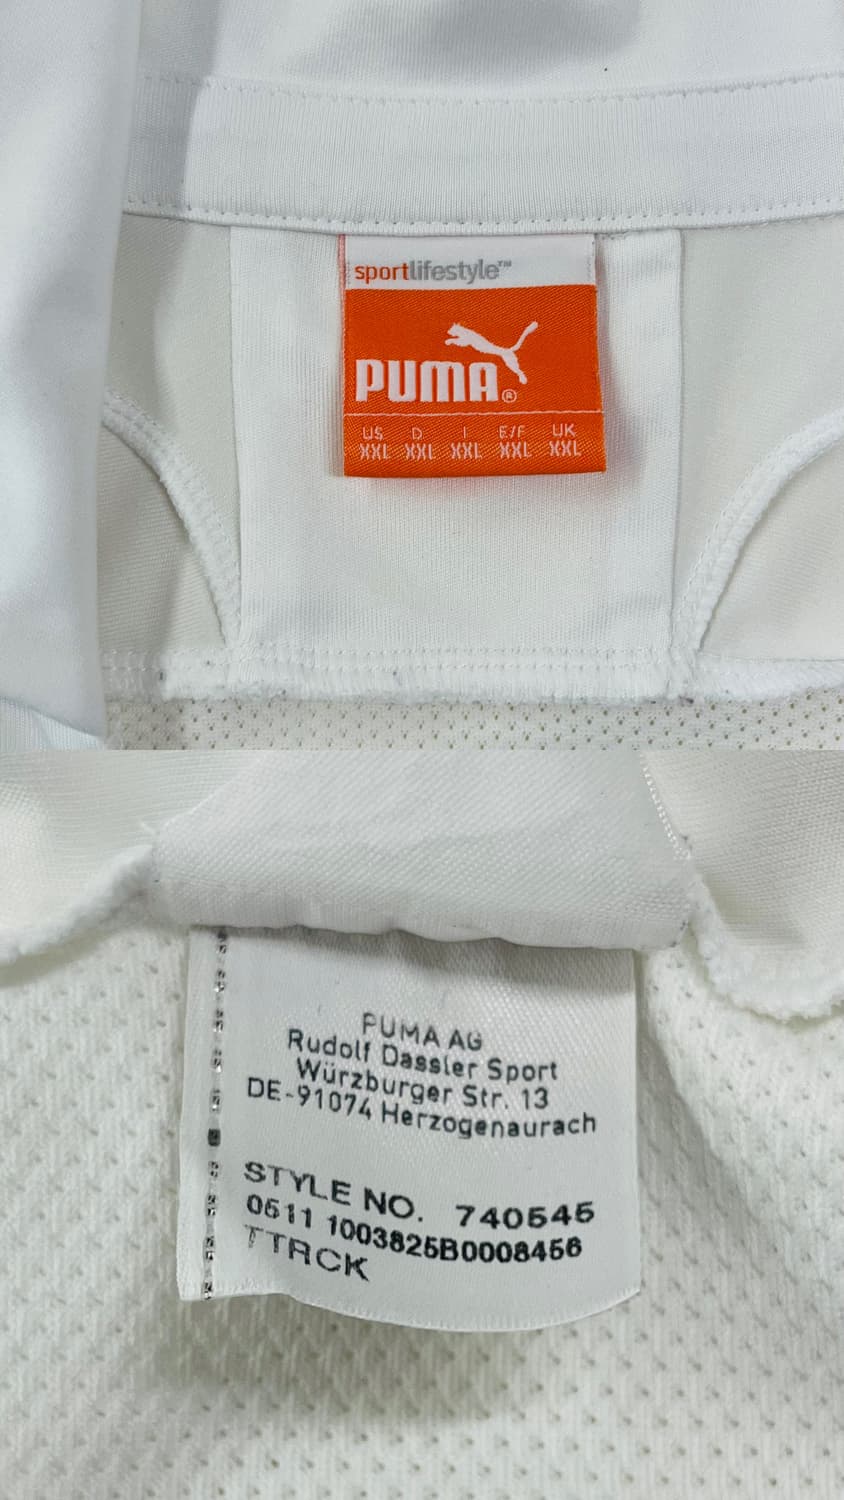 sportlifestyle™
PUMA®
US D I E/F UK
XXL XXL XXL XXL XXL
PUMA AG
Rudolf Dassler Sport
Würzburger Str. 13
DE-91074 Herzogenaurach
STYLE NO. 740545
0511 1003825B0008456
TTRCK